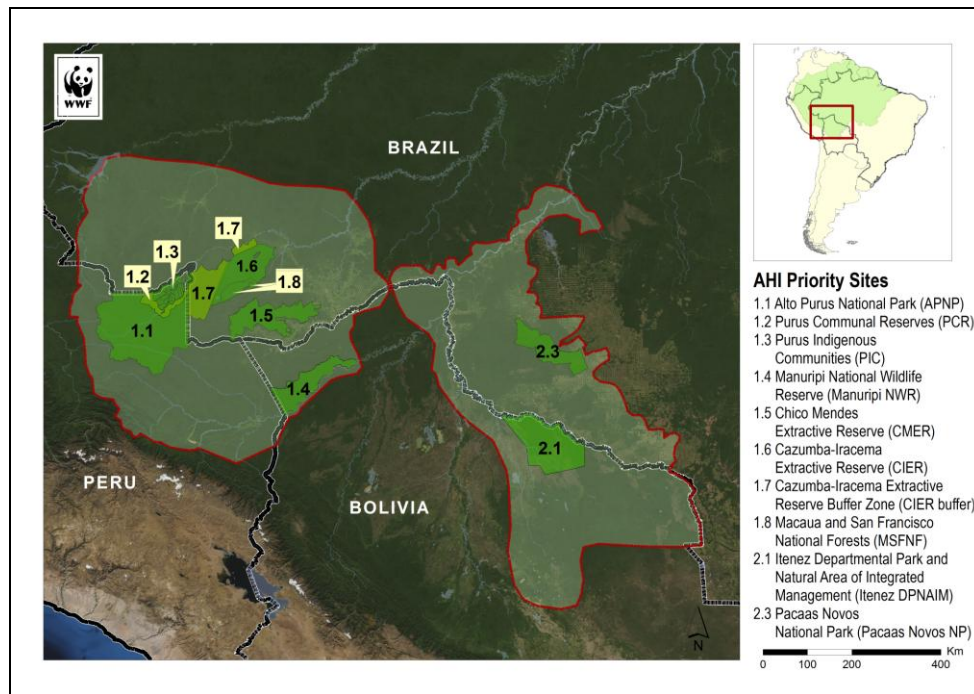 WWF
BRAZIL
1.7
1.3
1.6
1.2
1.8
1.7
1.1
1.5
2.3
1.4
2.1
PERU
BOLIVIA
N
AHI Priority Sites
1.1 Alto Purus National Park (APNP)
1.2 Purus Communal Reserves (PCR)
1.3 Purus Indigenous
Communities (PIC)
1.4 Manuripi National Wildlife
Reserve (Manuripi NWR)
1.5 Chico Mendes
Extractive Reserve (CMER)
1.6 Cazumba-Iracema
Extractive Reserve (CIER)
1.7 Cazumba-Iracema Extractive
Reserve Buffer Zone (CIER buffer)
1.8 Macaua and San Francisco
National Forests (MSFNF)
2.1 Itenez Departmental Park and
Natural Area of Integrated
Management (Itenez DPNAIM)
2.3 Pacaas Novos
National Park (Pacaas Novos NP)
Km
0 100 200 400